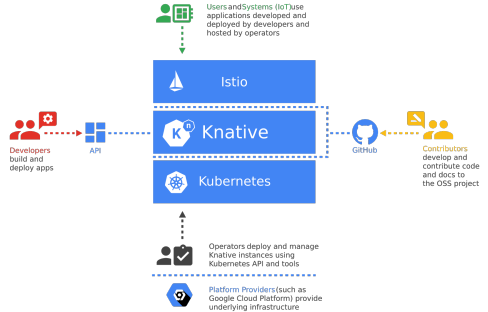 Users and Systems (IoT) use
applications developed and
deployed by developers and
hosted by operators
Istio
Knative
K
n
Kubernetes
Developers
build and
deploy apps
API
GitHub
Contributors
develop and
contribute code
and docs to
the OSS project
Operators deploy and manage
Knative instances using
Kubernetes API and tools
Platform Providers (such as
Google Cloud Platform) provide
underlying infrastructure